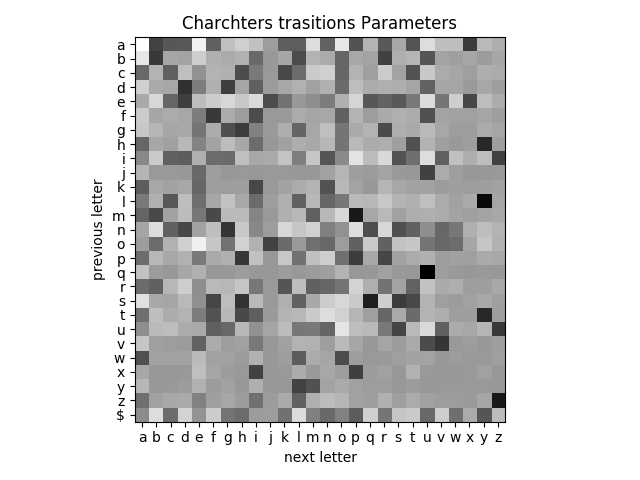 Charchters trasitions Parameters
a
b
c
d
e
f
g
h
i
j
k
l
m
n
o
p
q
r
s
t
u
v
w
x
y
z
$
previous letter
a b c d e f g h i j k l m n o p q r s t u v w x y z
next letter